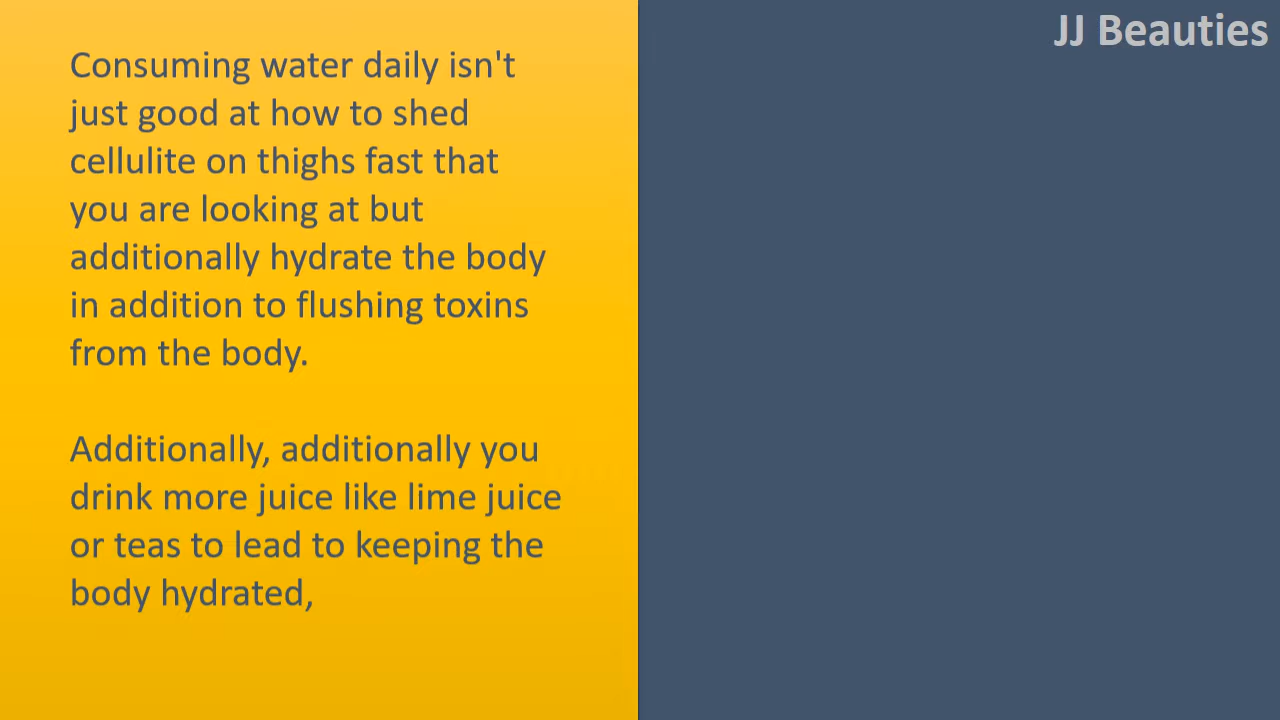 JJ Beauties
Consuming water daily isn't
just good at how to shed
cellulite on thighs fast that
you are looking at but
additionally hydrate the body
in addition to flushing toxins
from the body.
Additionally, additionally you
drink more juice like lime juice
or teas to lead to keeping the
body hydrated,